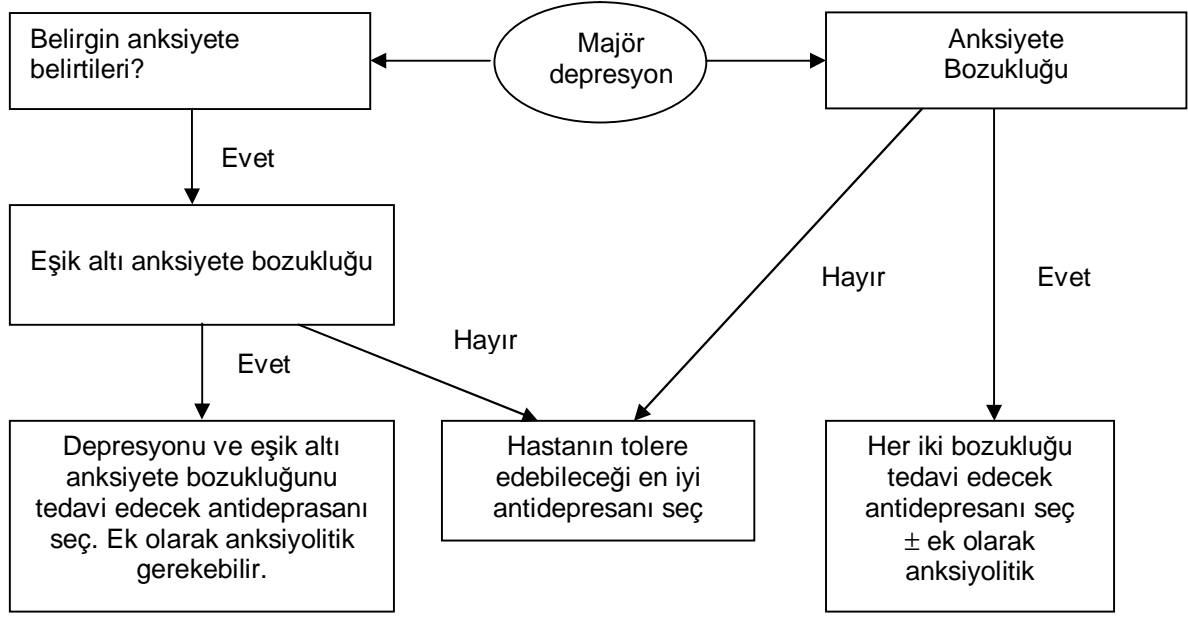 Belirgin anksiyete
belirtileri?
Majör
depresyon
Anksiyete
Bozukluğu
Evet
Eşik altı anksiyete bozukluğu
Hayır
Evet
Hayır
Evet
Depresyonu ve eşik altı
anksiyete bozukluğunu
tedavi edecek antideprasanı
seç. Ek olarak anksiyolitik
gerekebilir.
Hastanın tolere
edebileceği en iyi
antidepresanı seç
Her iki bozukluğu
tedavi edecek
antidepresanı seç
± ek olarak
anksiyolitik